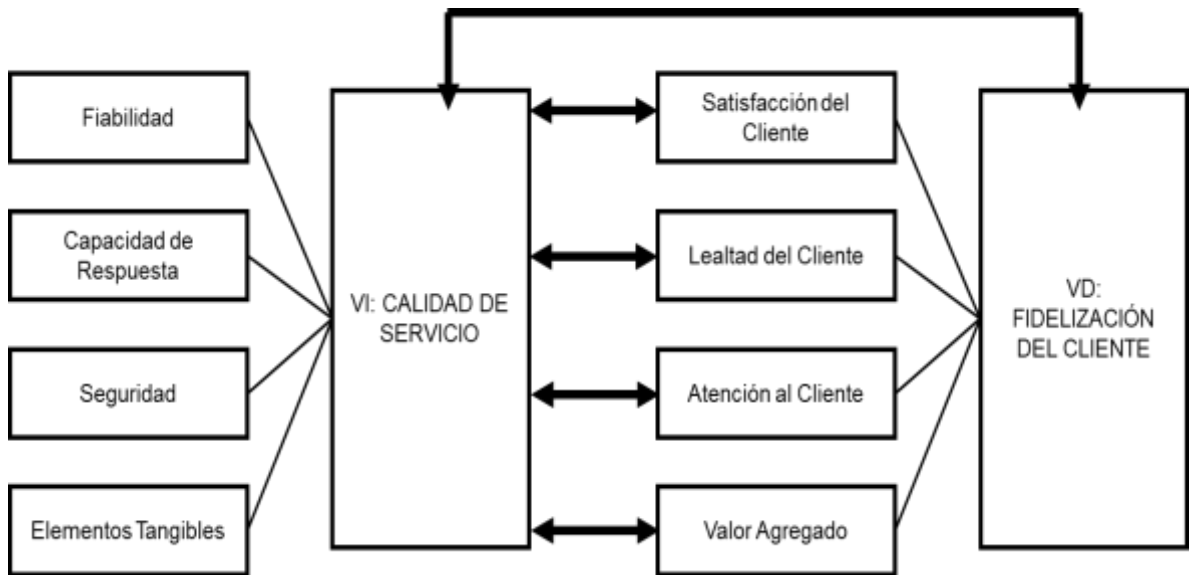 Fiabilidad
Capacidad de
Respuesta
Seguridad
Elementos Tangibles
VI: CALIDAD DE
SERVICIO
Satisfacción del
Cliente
Lealtad del Cliente
Atención al Cliente
Valor Agregado
VD:
FIDELIZACIÓN
DEL CLIENTE